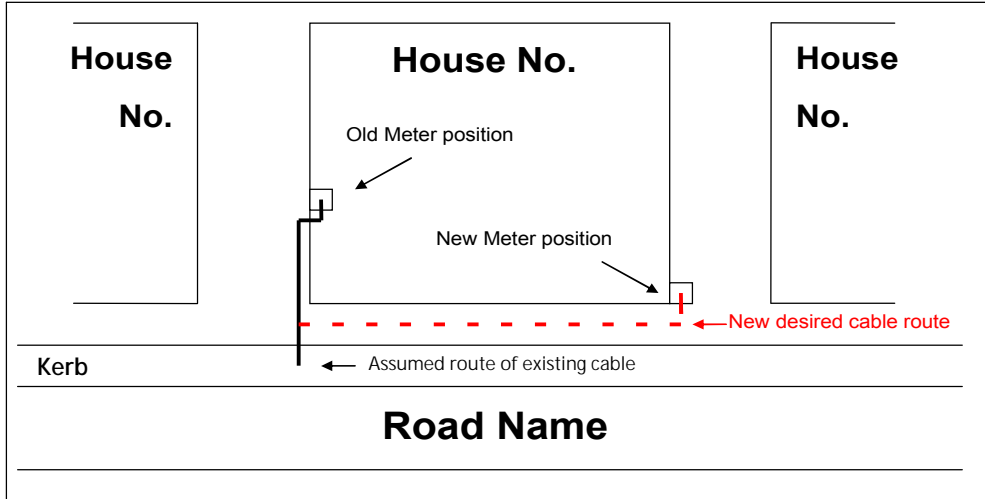 House
No.
House No.
House
No.
Old Meter position
New Meter position
New desired cable route
Kerb
Assumed route of existing cable
Road Name